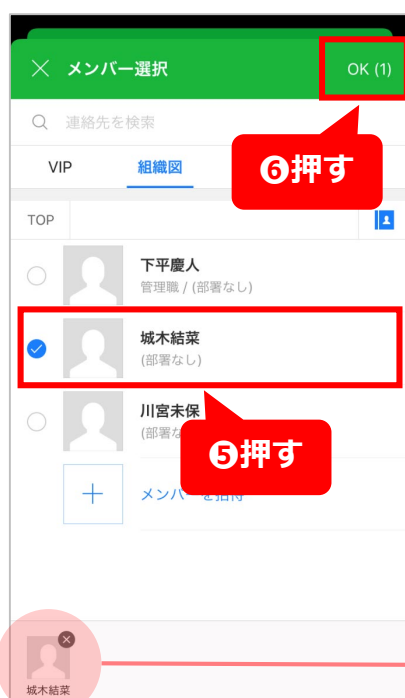 メンバー選択
OK (1)
連絡先を検索
❻押す
VIP
組織図
TOP
下平慶人
管理職 / (部署なし)
城木結菜
(部署なし)
川宮未保
(部署な
❺押す
メンバーを招待
城木結菜